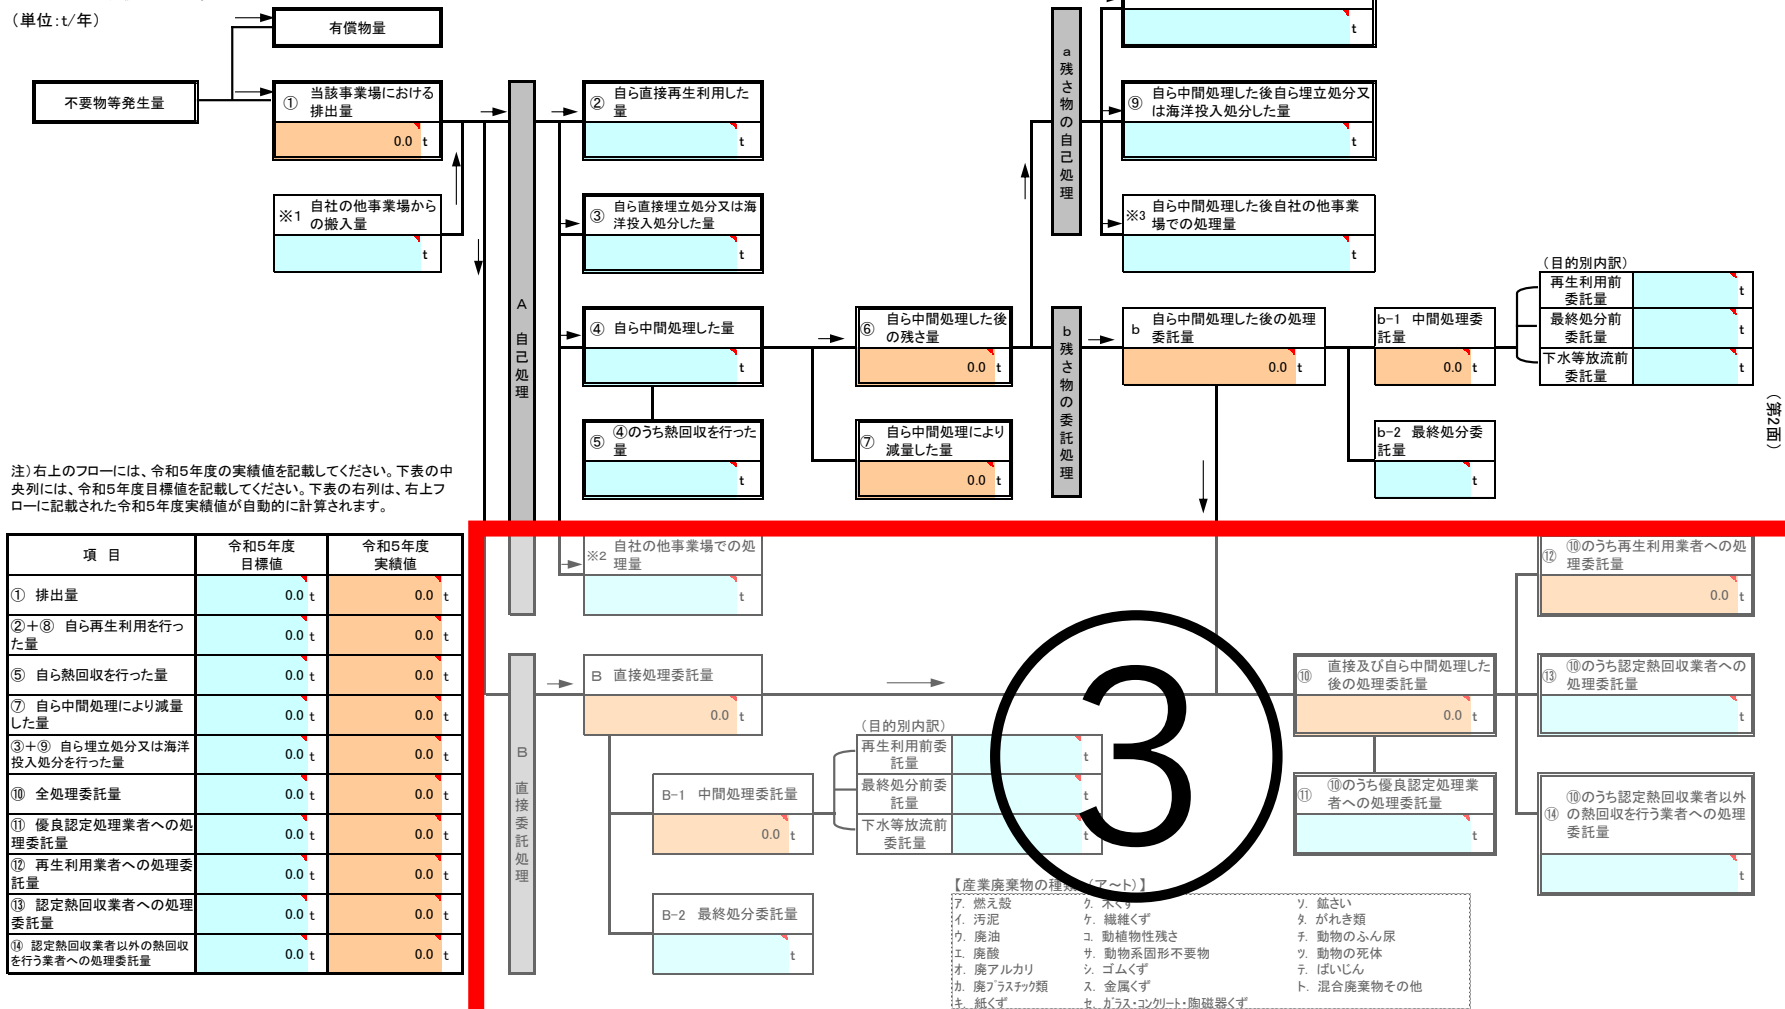 （単位：t/年）
有償物量
t
不要物等発生量
① 当該事業場における
排出量
0.0 t
※1 自社の他事業場から
の搬入量
t
A 自己処理
② 自ら直接再生利用した
量
t
③ 自ら直接埋立処分又は海
洋投入処分した量
t
④ 自ら中間処理した量
t
⑤ ④のうち熱回収を行った
量
t
⑥ 自ら中間処理した後
の残さ量
0.0 t
⑦ 自ら中間処理により
減量した量
0.0 t
a 残さ物の自己処理
⑨ 自ら中間処理した後自ら埋立処分又
は海洋投入処分した量
t
※3 自ら中間処理した後自社の他事業
場での処理量
t
b 残さ物の委託処理
b 自ら中間処理した後の処理
委託量
0.0 t
b-1 中間処理委
託量
0.0 t
b-2 最終処分委
託量
t
（目的別内訳）
再生利用前
委託量
t
最終処分前
委託量
t
下水等放流前
委託量
t
（第2面）
注）右上のフローには、令和5年度の実績値を記載してください。下表の中
央列には、令和5年度目標値を記載してください。下表の右列は、右上フ
ローに記載された令和5年度実績値が自動的に計算されます。
項 目 令和5年度 目標値 令和5年度 実績値
① 排出量 0.0 t 0.0 t
②＋⑧ 自ら再生利用を行っ
た量 0.0 t 0.0 t
⑤ 自ら熱回収を行った量 0.0 t 0.0 t
⑦ 自ら中間処理により減量
した量 0.0 t 0.0 t
③＋⑨ 自ら埋立処分又は海洋
投入処分を行った量 0.0 t 0.0 t
⑩ 全処理委託量 0.0 t 0.0 t
⑪ 優良認定処理業者への処
理委託量 0.0 t 0.0 t
⑫ 再生利用業者への処理委
託量 0.0 t 0.0 t
⑬ 認定熱回収業者への処理
委託量 0.0 t 0.0 t
⑭ 認定熱回収業者以外の熱回収
を行う業者への処理委託量 0.0 t 0.0 t
※2 自社の他事業場での処
理量
t
B 直接委託処理
B 直接処理委託量
0.0 t
B-1 中間処理委託量
0.0 t
B-2 最終処分委託量
t
（目的別内訳）
再生利用前委
託量
t
最終処分前委
託量
t
下水等放流前
委託量
t
③
⑩ 直接及び自ら中間処理した
後の処理委託量
0.0 t
⑪ ⑩のうち優良認定処理業
者への処理委託量
t
⑫ ⑩のうち再生利用業者への処
理委託量
0.0 t
⑬ ⑩のうち認定熱回収業者への
処理委託量
t
⑭ ⑩のうち認定熱回収業者以外
の熱回収を行う業者への処理
委託量
t
【産業廃棄物の種類（ア～ト）】
ア. 燃え殻 ク. 木くず ソ. 鉱さい
イ. 汚泥 ケ. 繊維くず タ. がれき類
ウ. 廃油 コ. 動植物性残さ チ. 動物のふん尿
エ. 廃酸 サ. 動物系固形不要物 ツ. 動物の死体
オ. 廃アルカリ シ. ゴムくず テ. ばいじん
カ. 廃プラスチック類 ス. 金属くず ト. 混合廃棄物その他
キ. 紙くず セ. ガラス・コンクリート・陶磁器くず